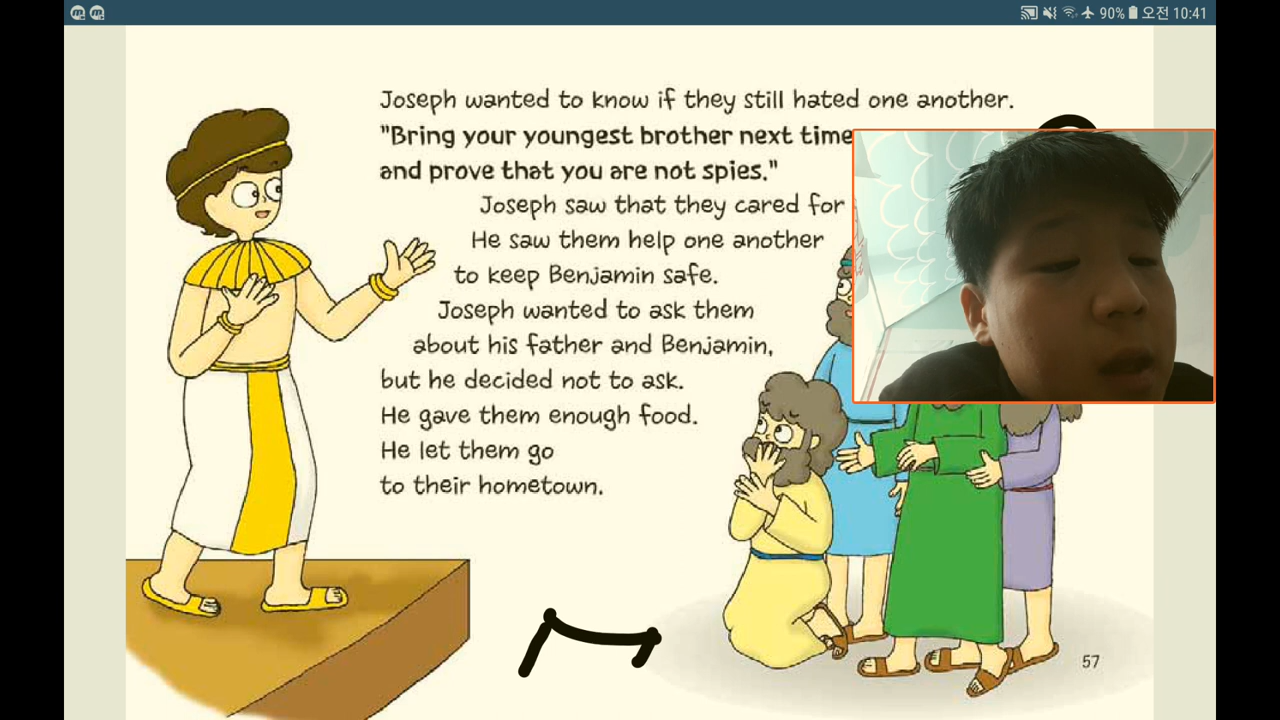 오전 10:41
90%
Joseph wanted to know if they still hated one another.
"Bring your youngest brother next time
and prove that you are not spies."
Joseph saw that they cared for
He saw them help one another
to keep Benjamin safe.
Joseph wanted to ask them
about his father and Benjamin,
but he decided not to ask.
He gave them enough food.
He let them go
to their hometown.
57